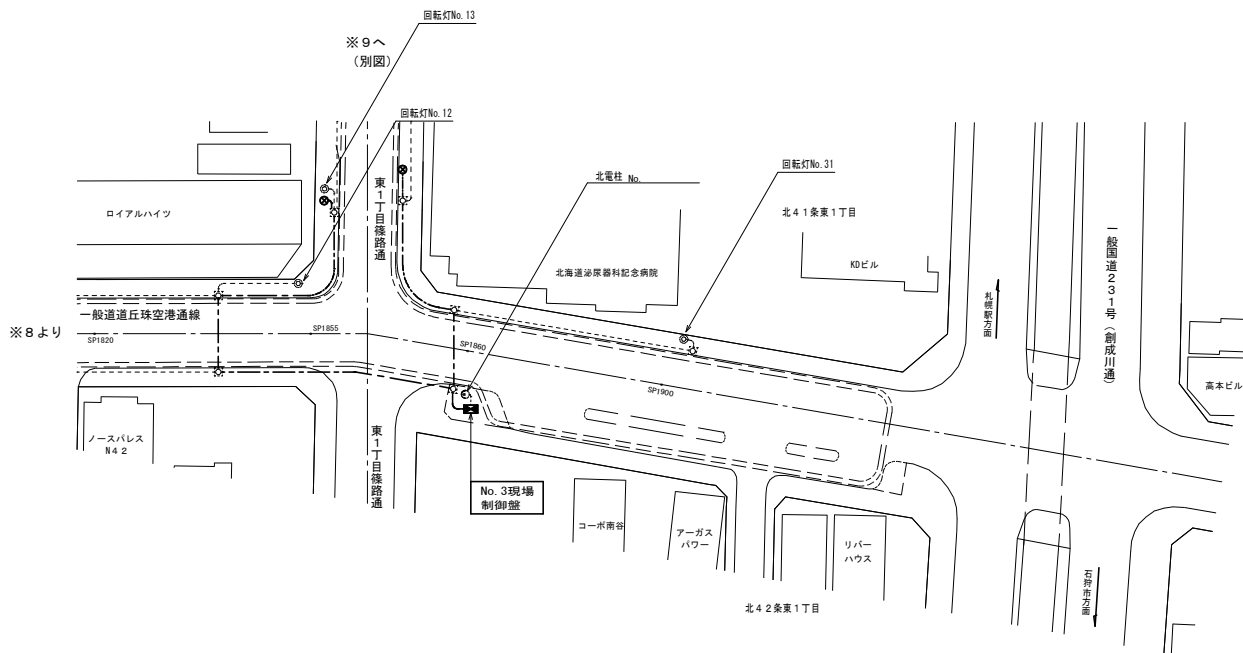 回転灯No.13
※９へ
（別図）
回転灯No.12
北電柱 No.
回転灯No.31
東１丁目篠路通
ロイアルハイツ
北４１条東１丁目
一般国道２３１号（創成川通）
北海道泌尿器科記念病院
KDビル
札幌駅方面
一般道道丘珠空港通線
※８より
SP1820
SP1855
SP1860
SP1900
高本ビル
ノースパレス
N４２
東１丁目篠路通
No.3現場
制御盤
コーポ南谷
アーガス
パワー
リバー
ハウス
石狩市方面
北４２条東１丁目